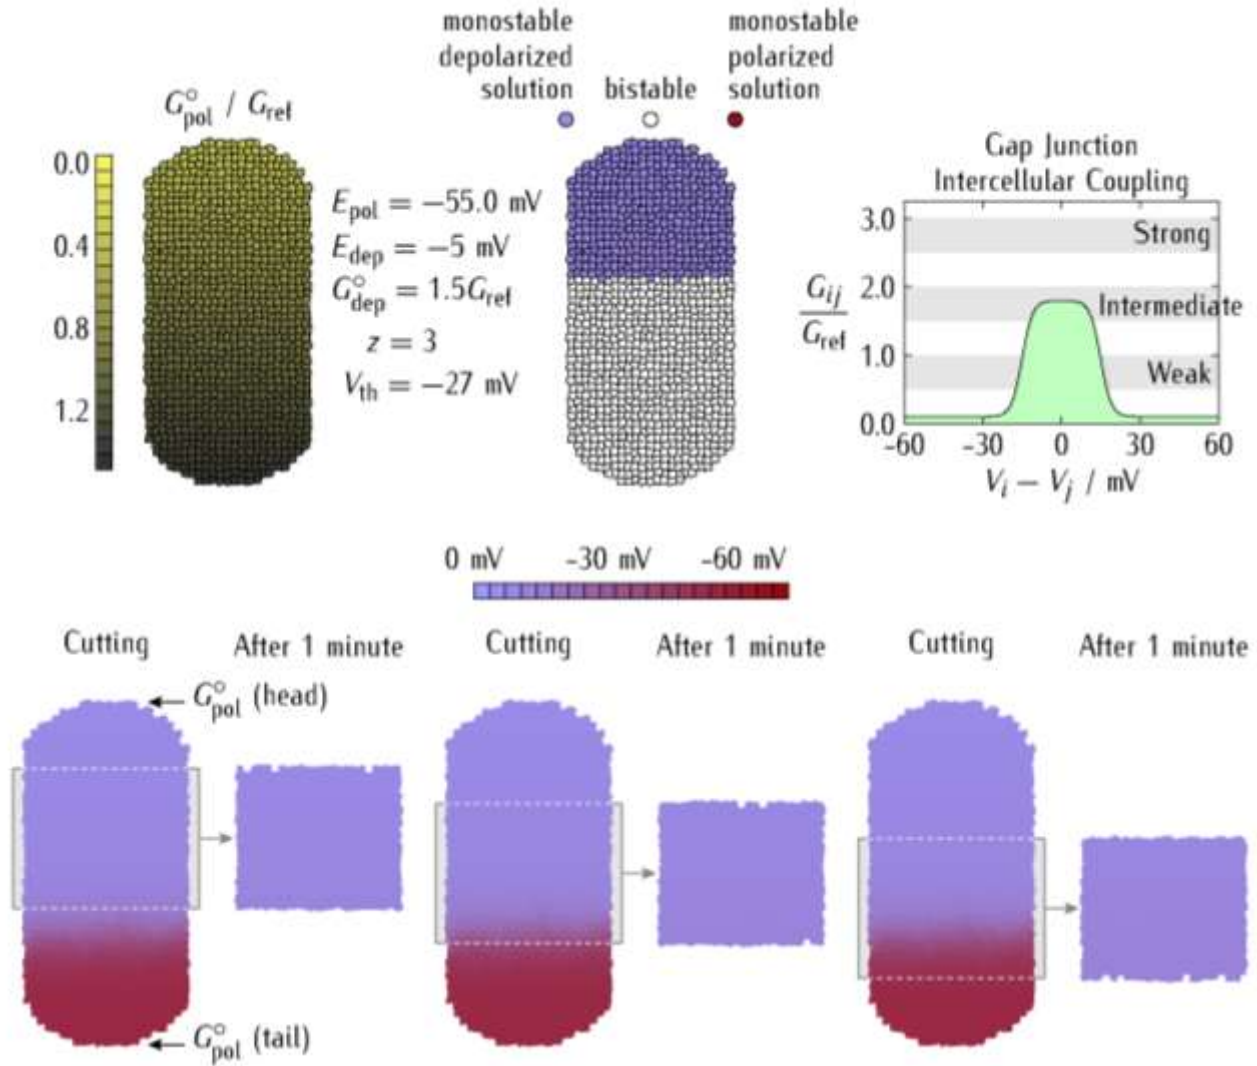 monostable
depolarized
solution
bistable
monostable
polarized
solution
G°pol / Gref
0.0
0.4
0.8
1.2
Epol = −55.0 mV
Edep = −5 mV
G°dep = 1.5Gref
z = 3
Vth = −27 mV
Gap Junction
Intercellular Coupling
Gij
Gref
3.0
2.0
1.0
0.0
Strong
Intermediate
Weak
-60 -30 0 30 60
Vi − Vj / mV
0 mV -30 mV -60 mV
Cutting After 1 minute Cutting After 1 minute Cutting After 1 minute
G°pol (head)
G°pol (tail)